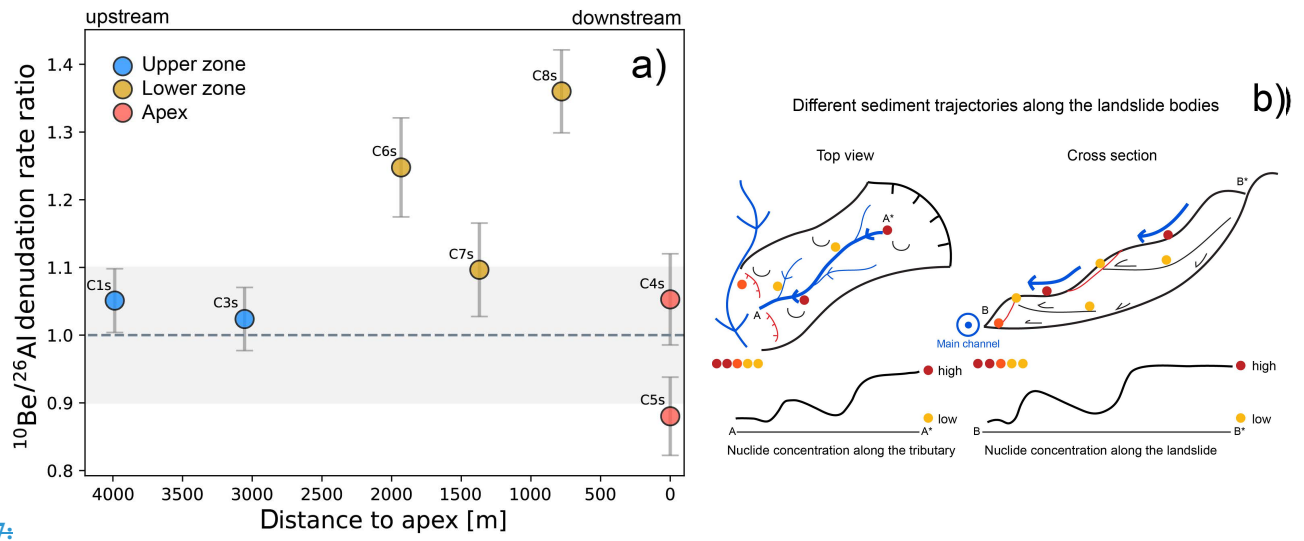 upstream
downstream
a)
Upper zone
Lower zone
Apex
C1s
C3s
C6s
C7s
C8s
C4s
C5s
1.4
1.3
1.2
1.1
1.0
0.9
0.8
¹⁰Be/²⁶Al denudation rate ratio
4000 3500 3000 2500 2000 1500 1000 500 0
Distance to apex [m]
7:
b))
Different sediment trajectories along the landslide bodies
Top view
Cross section
A*
A
B*
B
Main channel
high
low
A A*
Nuclide concentration along the tributary
high
low
B B*
Nuclide concentration along the landslide